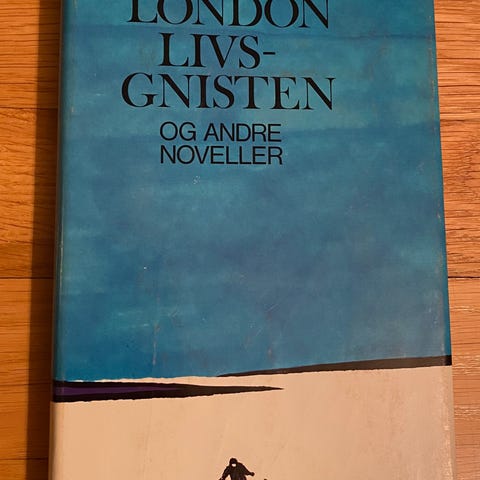 LONDON
LIVS-
GNISTEN
OG ANDRE
NOVELLER